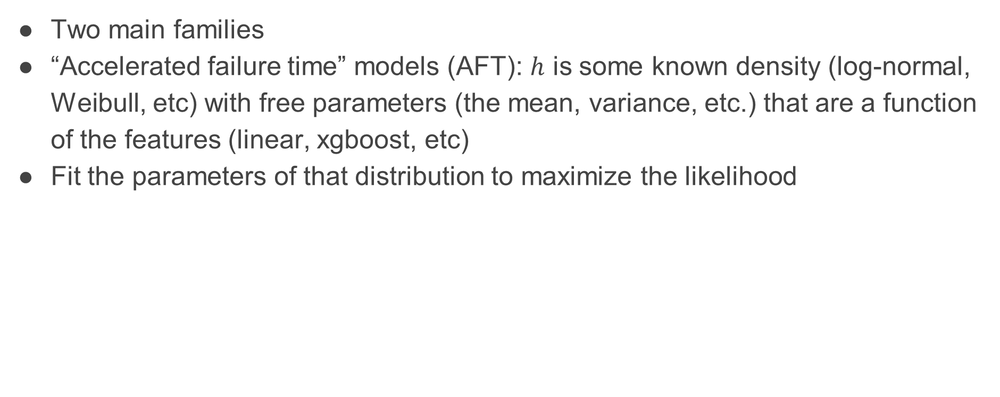 ● Two main families
● “Accelerated failure time” models (AFT): ℎ is some known density (log-normal,
Weibull, etc) with free parameters (the mean, variance, etc.) that are a function
of the features (linear, xgboost, etc)
● Fit the parameters of that distribution to maximize the likelihood